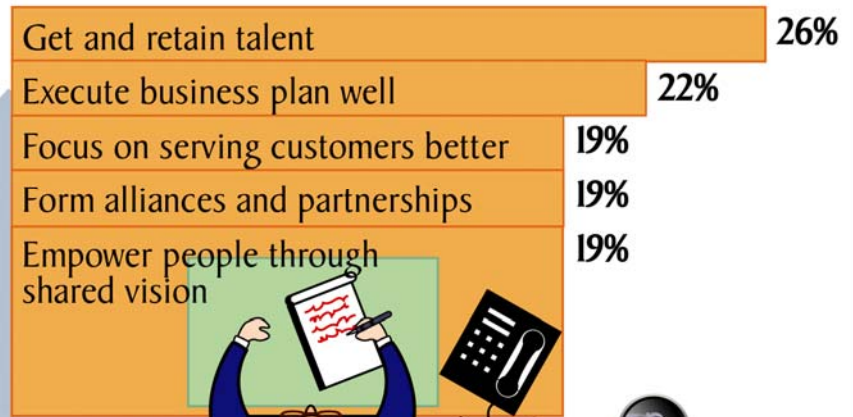 Get and retain talent 26%
Execute business plan well 22%
Focus on serving customers better 19%
Form alliances and partnerships 19%
Empower people through 19%
shared vision